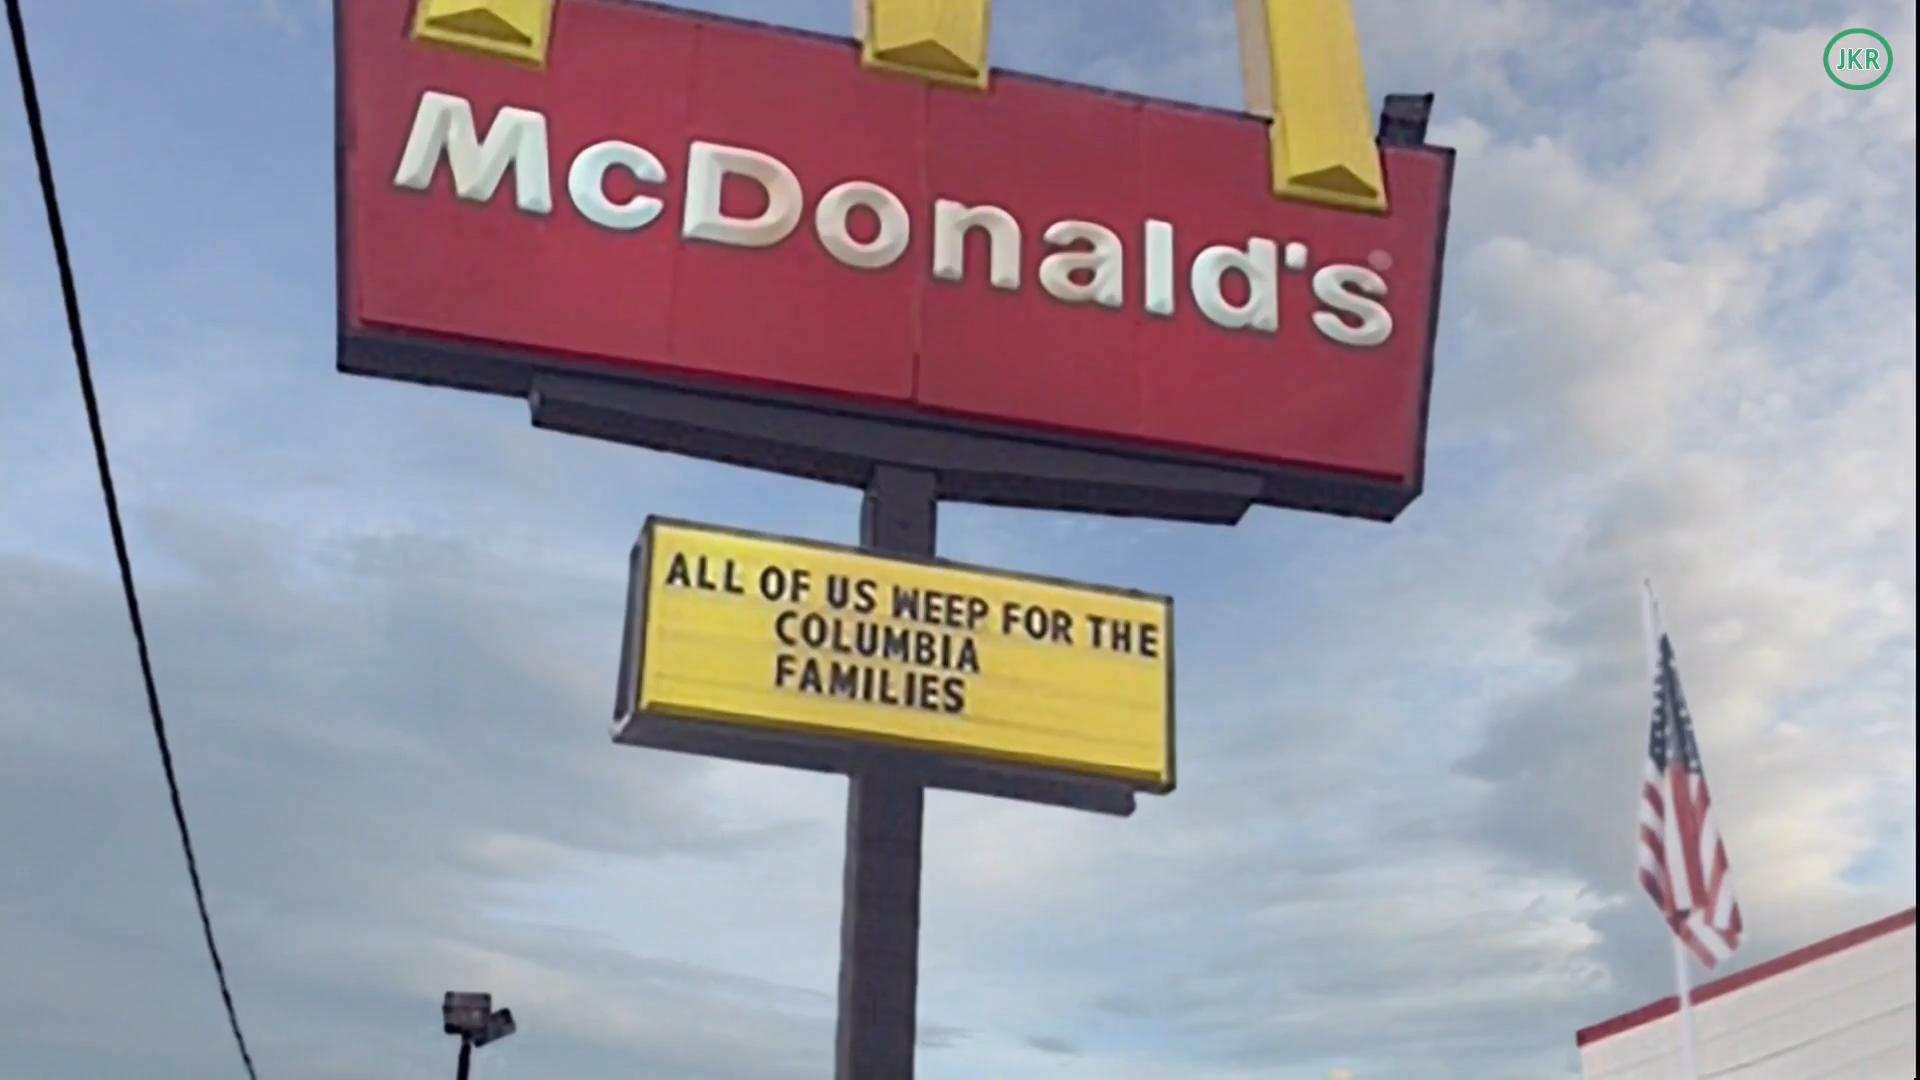 JKR
McDonald's
ALL OF US WEEP FOR THE
COLUMBIA
FAMILIES